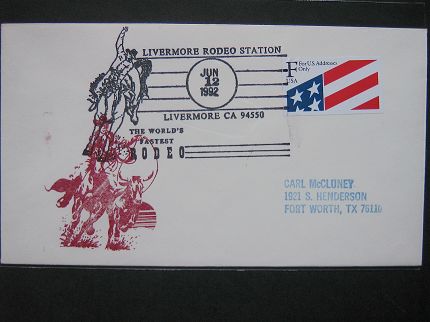 LIVERMORE RODEO STATION
JUN
12
1992
LIVERMORE CA 94550
THE WORLD'S
FASTEST
RODEO
F For U.S. Addresses
Only
USA
CARL McCLUNEY
1921 S. HENDERSON
FORT WORTH, TX 76110